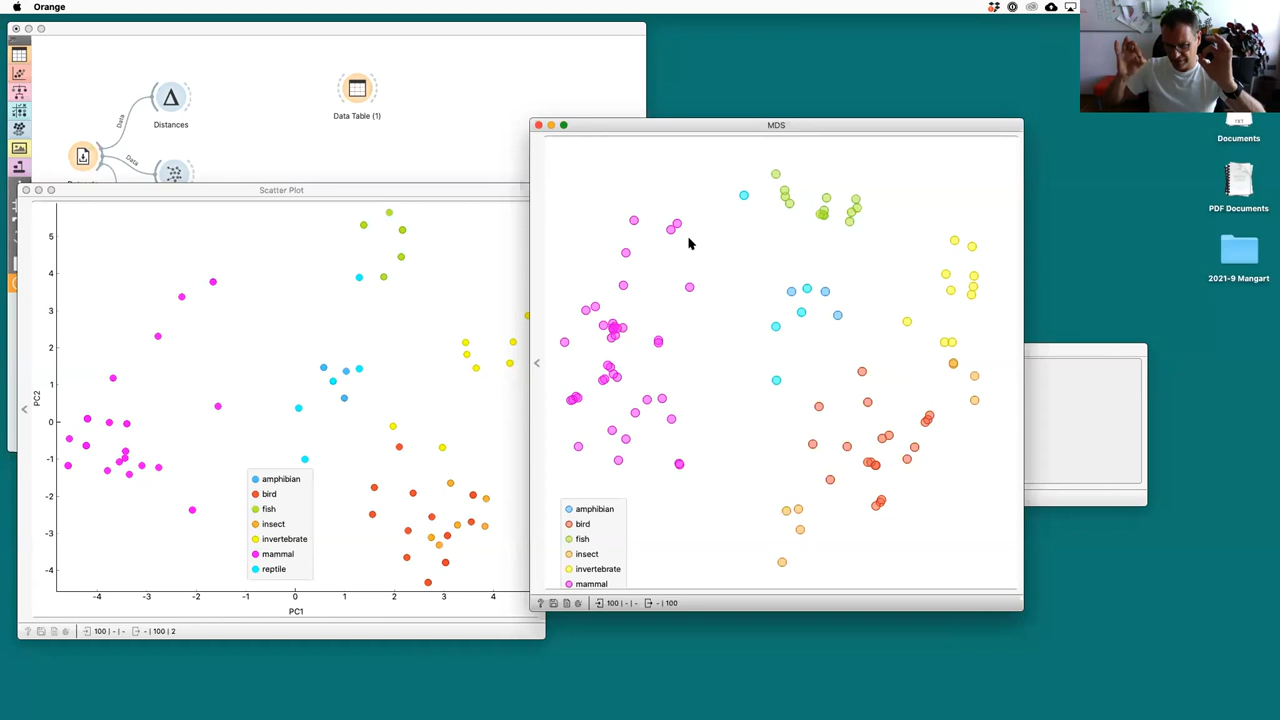 Orange
Data
Data
Distances
Data Table (1)
Scatter Plot
5
4
3
2
1
0
-1
-2
-3
-4
PC2
-4
-3
-2
-1
0
1
2
3
4
PC1
amphibian
bird
fish
insect
invertebrate
mammal
reptile
100 | - | -
- | 100 | 2
MDS
amphibian
bird
fish
insect
invertebrate
mammal
100 | - | -
- | 100
TXT
Documents
PDF Documents
2021-9 Mangart